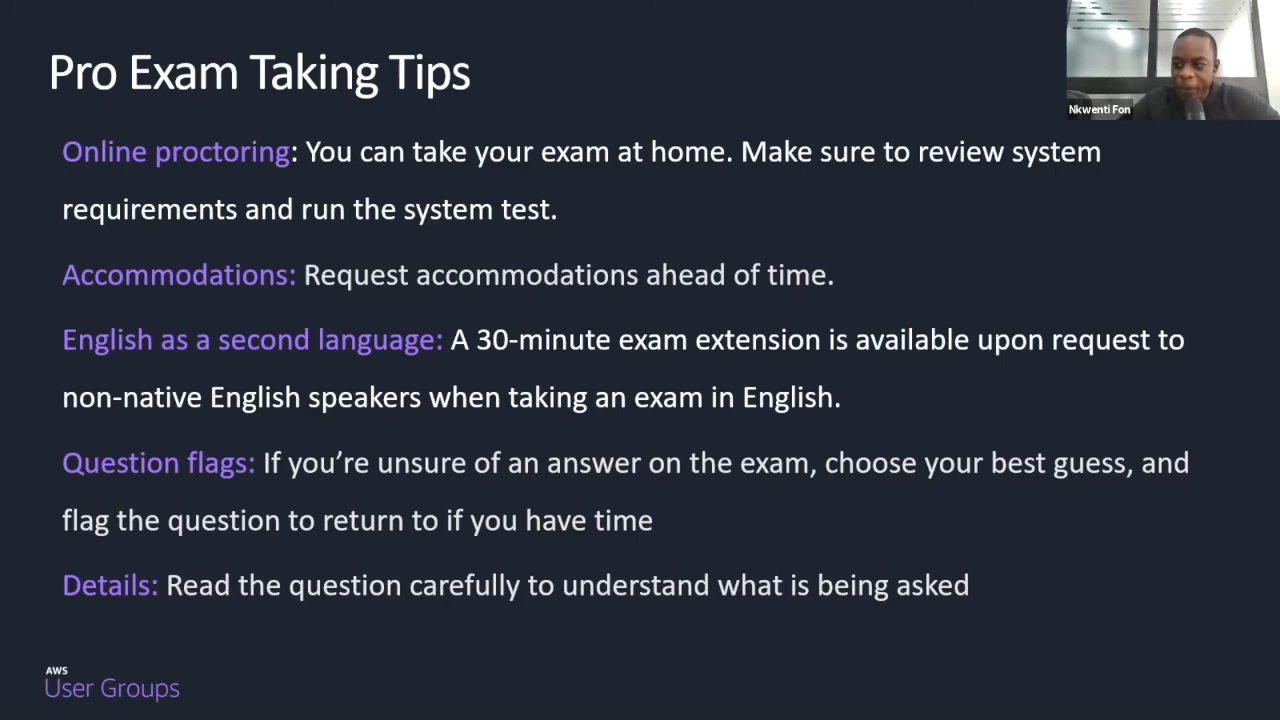 Pro Exam Taking Tips
Nkwenti Fon
Online proctoring: You can take your exam at home. Make sure to review system
requirements and run the system test.
Accommodations: Request accommodations ahead of time.
English as a second language: A 30-minute exam extension is available upon request to
non-native English speakers when taking an exam in English.
Question flags: If you’re unsure of an answer on the exam, choose your best guess, and
flag the question to return to if you have time
Details: Read the question carefully to understand what is being asked
AWS
User Groups